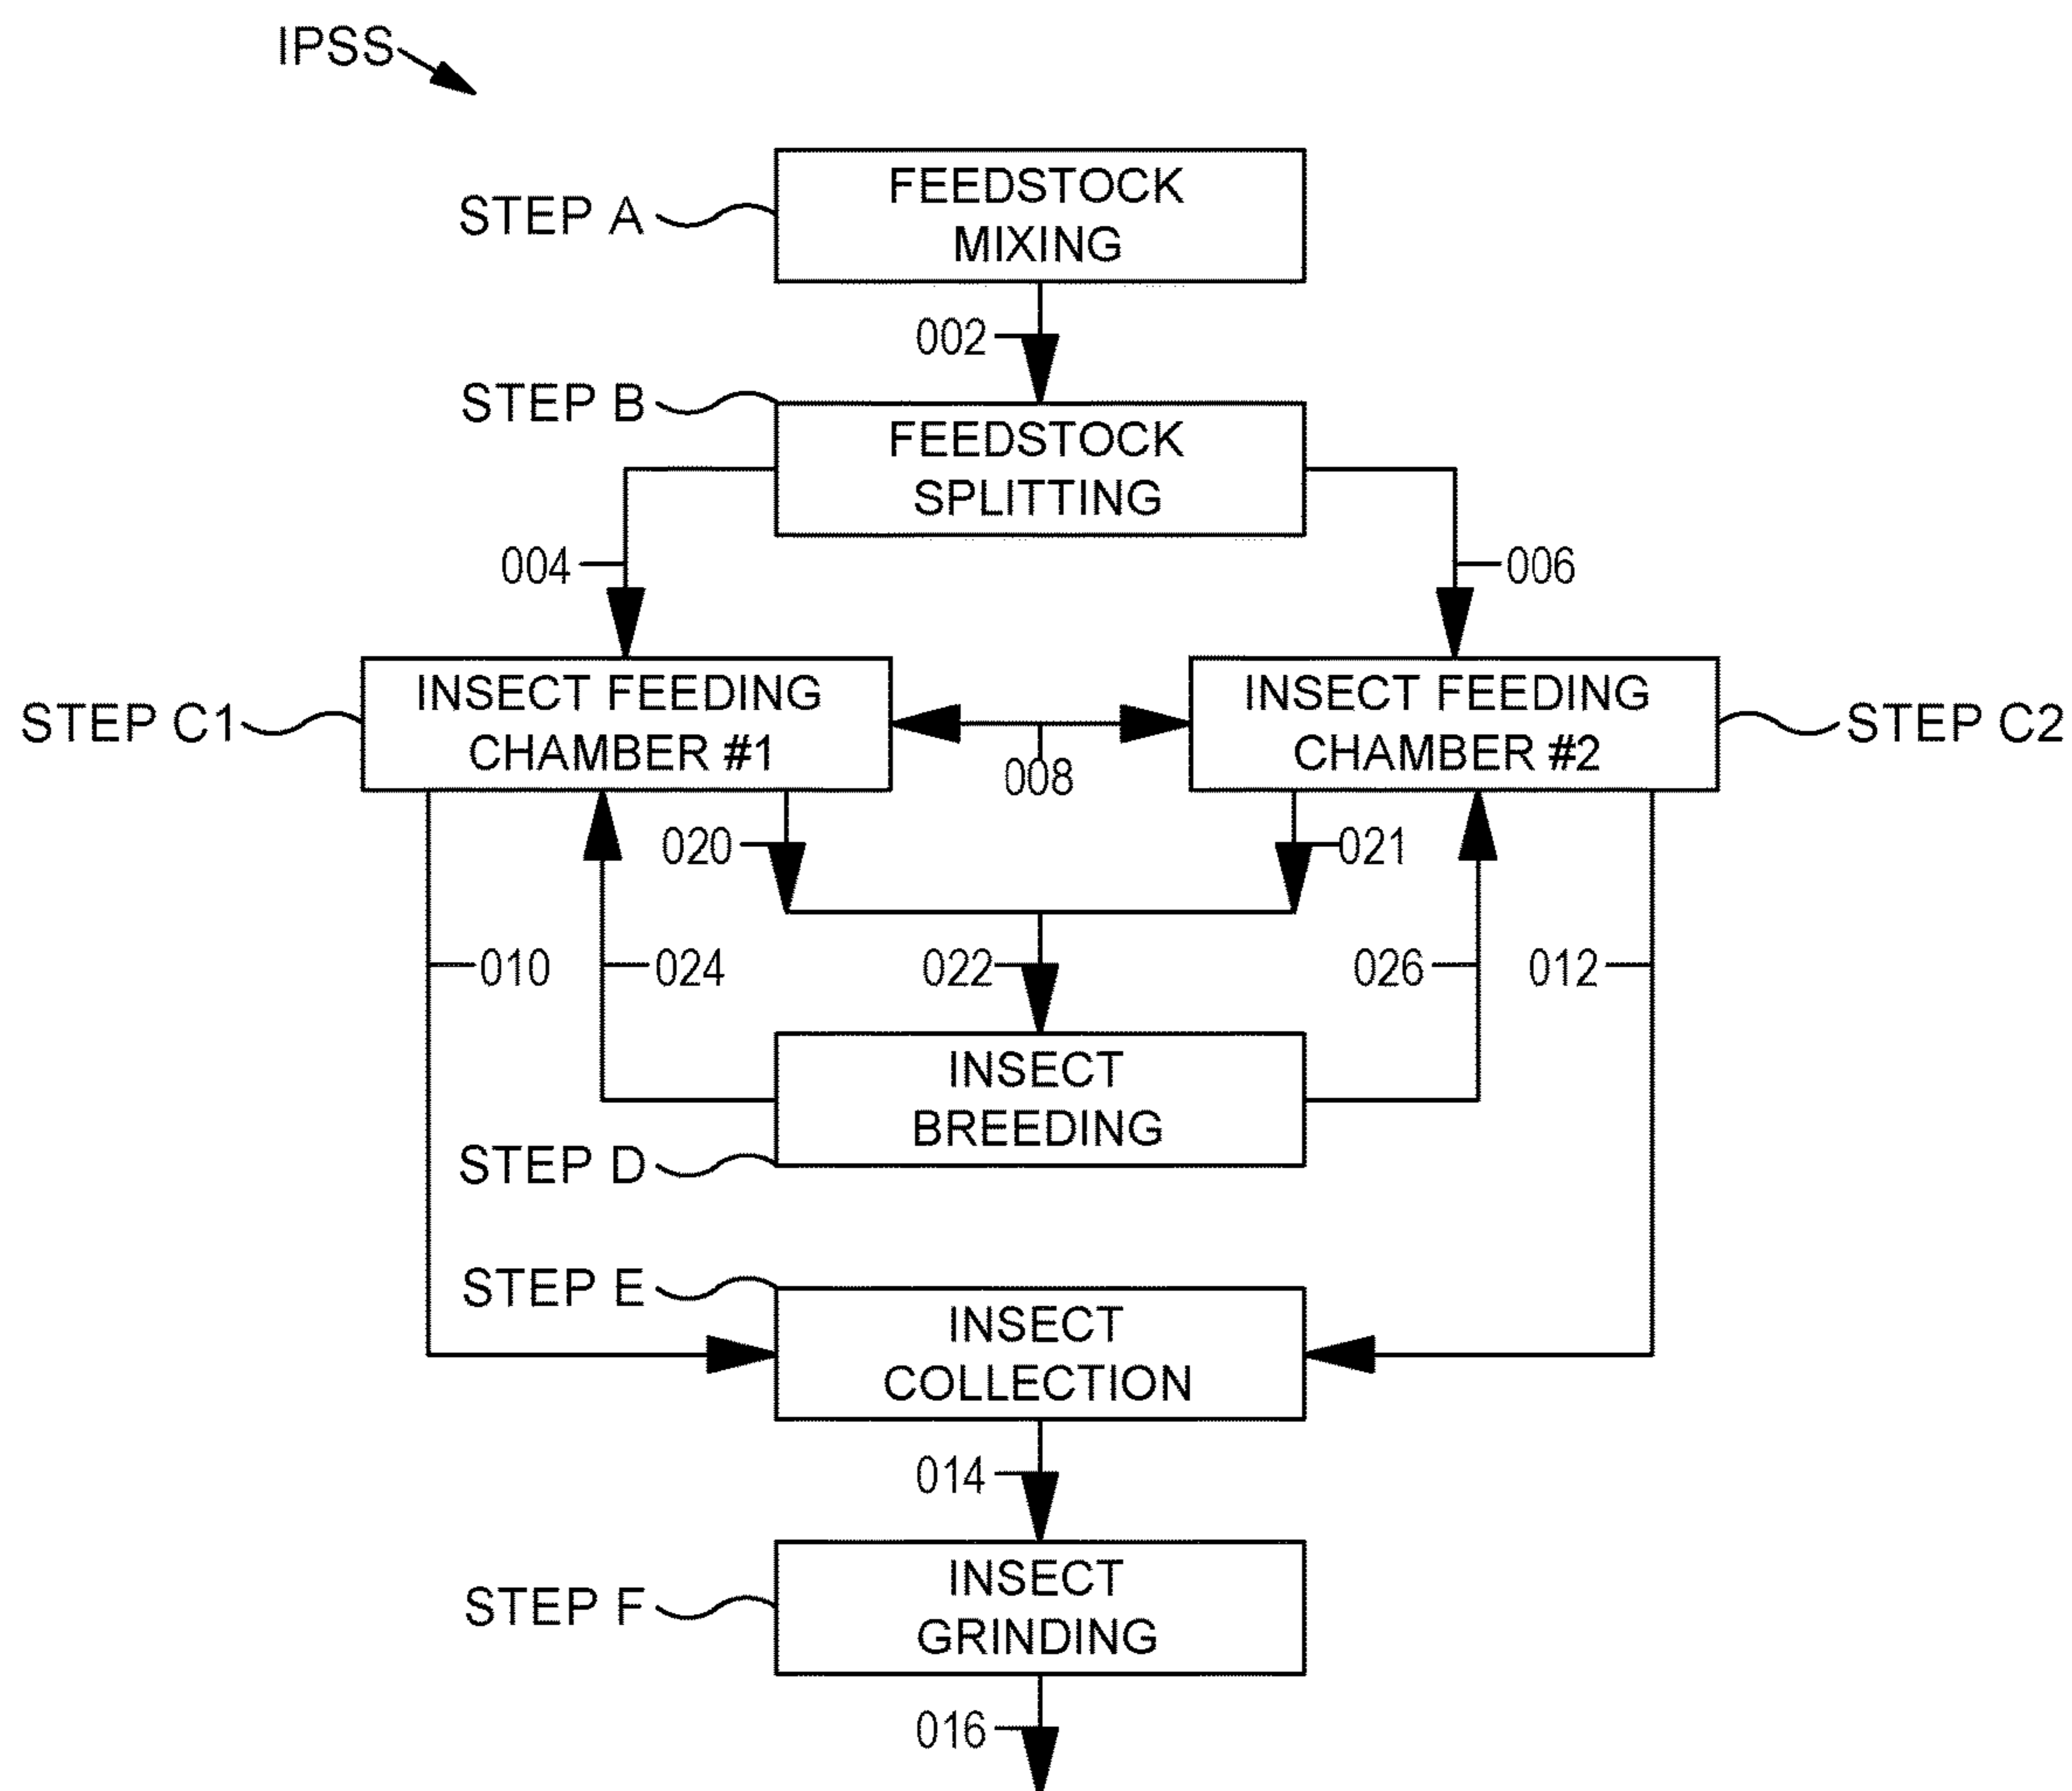 IPSS
FEEDSTOCK
MIXING
STEP A
002
STEP B
FEEDSTOCK
SPLITTING
004
006
STEP C1
INSECT FEEDING
CHAMBER #1
008
INSECT FEEDING
CHAMBER #2
STEP C2
020
021
010
024
022
026
012
INSECT
BREEDING
STEP D
STEP E
INSECT
COLLECTION
014
INSECT
GRINDING
STEP F
016